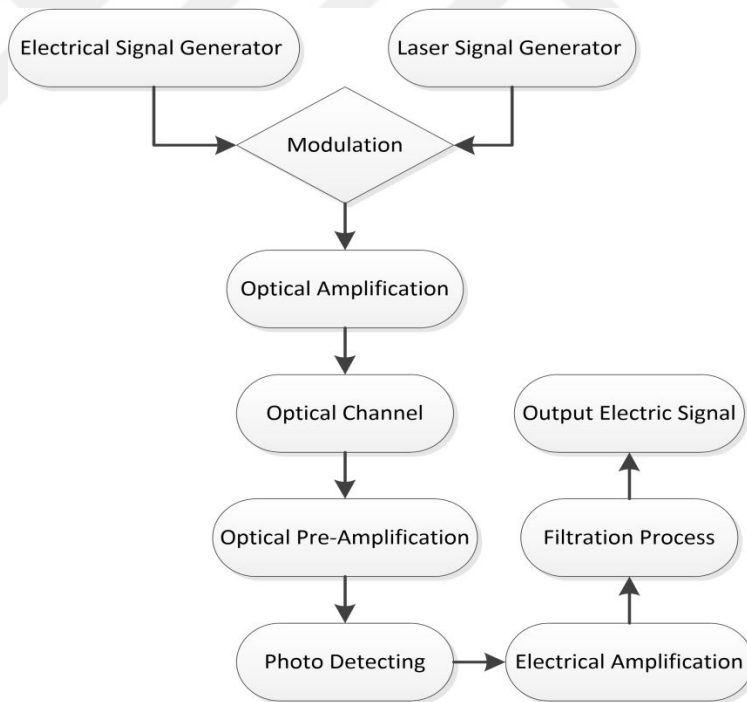 Electrical Signal Generator
Laser Signal Generator
Modulation
Optical Amplification
Optical Channel
Output Electric Signal
Optical Pre-Amplification
Filtration Process
Photo Detecting
Electrical Amplification